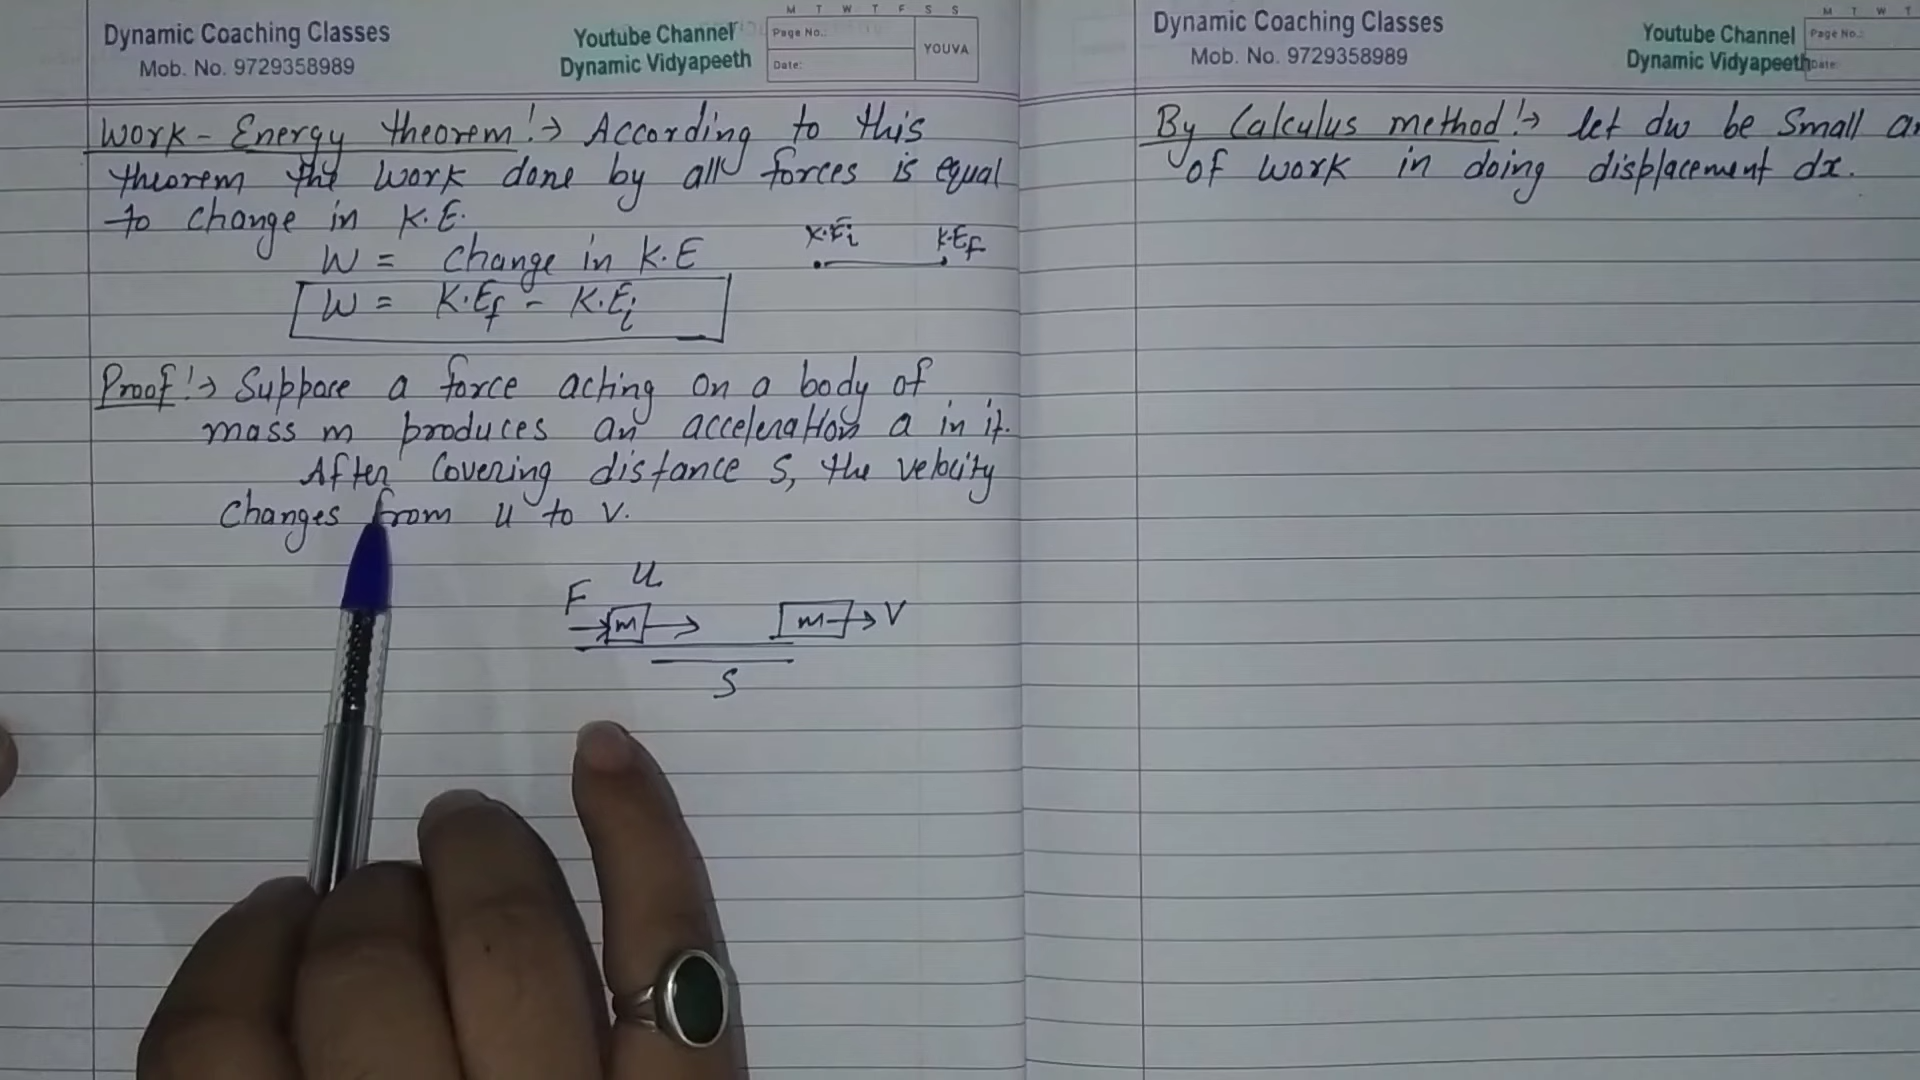 Dynamic Coaching Classes
Mob. No. 9729358989
Youtube Channel
Dynamic Vidyapeeth
M T W T F S S
Page No.:
Date:
YOUVA
Work - Energy theorem :→ According to this
theorem the work done by all forces is equal
to change in K.E.
W = change in K.E
W = K.Ef - K.Ei
K.Ei K.Ef
Proof :→ Suppose a force acting on a body of
mass m produces an acceleration a in it.
After covering distance S, the velocity
changes from u to v.
F u
m m V
S
Dynamic Coaching Classes
Mob. No. 9729358989
Youtube Channel
Dynamic Vidyapeeth
M T W T
Page No.:
Date:
By Calculus method :→ let dw be small
of work in doing displacement dx.